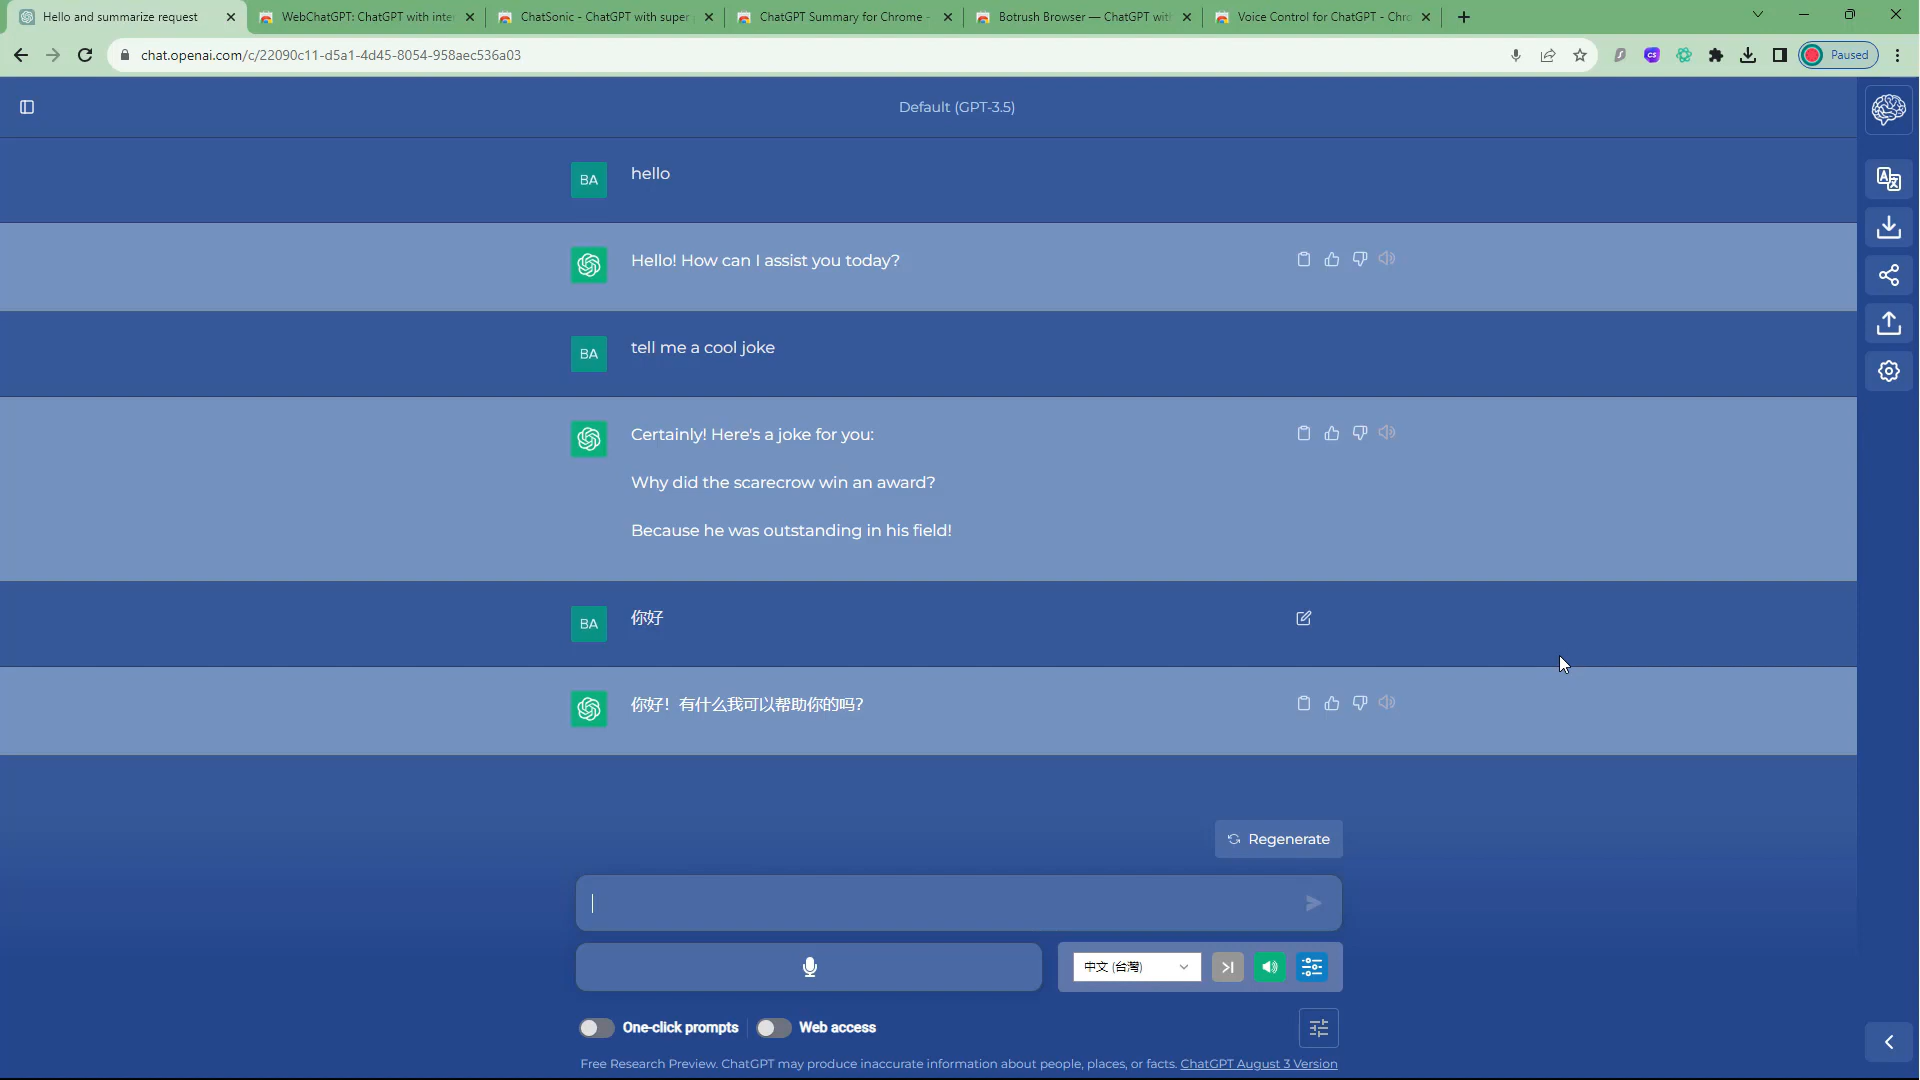 Hello and summarize request
WebChatGPT: ChatGPT with inte
ChatSonic - ChatGPT with super
ChatGPT Summary for Chrome -
Botrush Browser — ChatGPT wit
Voice Control for ChatGPT - Chro
chat.openai.com/c/22090c11-d5a1-4d45-8054-958aec536a03
CS
Paused
Default (GPT-3.5)
BA
hello
Hello! How can I assist you today?
BA
tell me a cool joke
Certainly! Here's a joke for you:
Why did the scarecrow win an award?
Because he was outstanding in his field!
BA
你好
你好！有什么我可以帮助你的吗？
Regenerate
中文 (台灣)
One-click prompts
Web access
Free Research Preview. ChatGPT may produce inaccurate information about people, places, or facts. ChatGPT August 3 Version